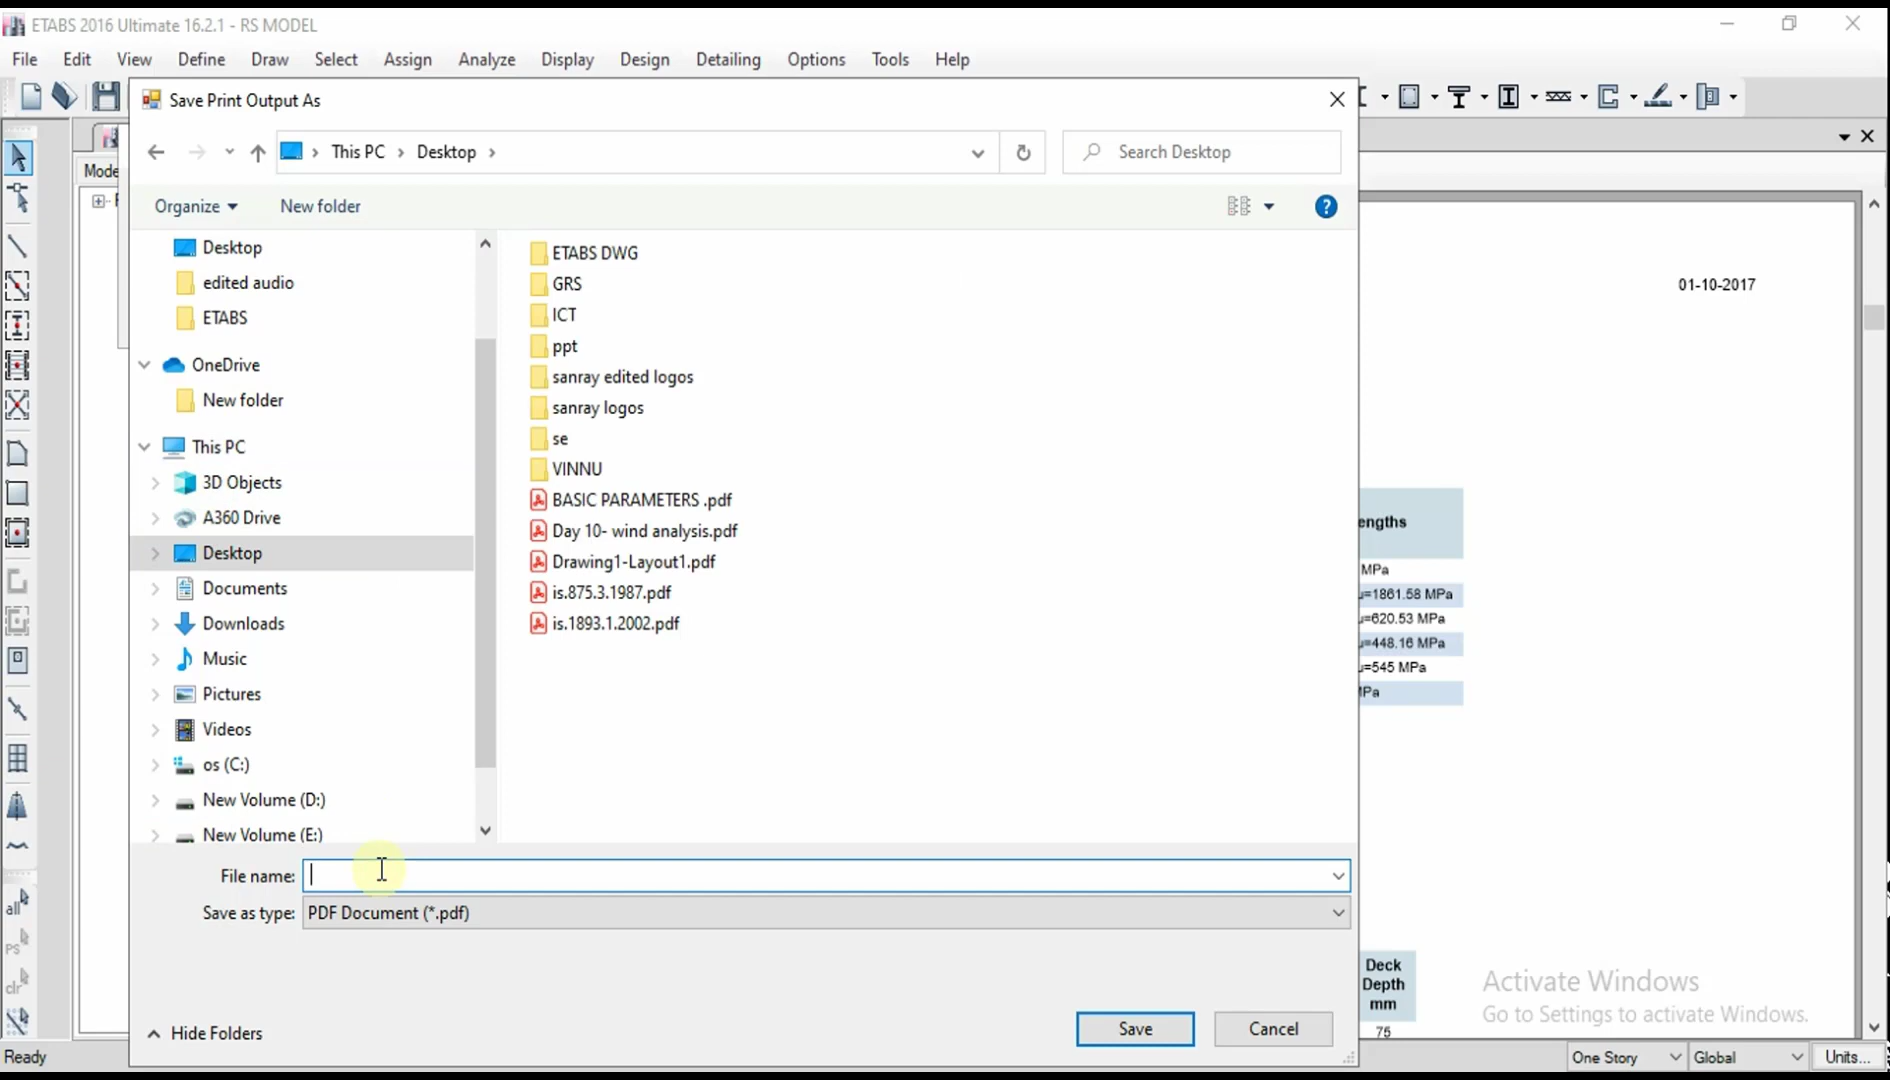 ETABS 2016 Ultimate 16.2.1 - RS MODEL
File Edit View Define Draw Select Assign Analyze Display Design Detailing Options Tools Help
Save Print Output As
This PC › Desktop ›
Search Desktop
Mode
Organize
New folder
Desktop
edited audio
ETABS
OneDrive
New folder
This PC
3D Objects
A360 Drive
Desktop
Documents
Downloads
Music
Pictures
Videos
os (C:)
New Volume (D:)
New Volume (E:)
ETABS DWG
GRS
ICT
ppt
sanray edited logos
sanray logos
se
VINNU
BASIC PARAMETERS .pdf
Day 10- wind analysis.pdf
Drawing1-Layout1.pdf
is.875.3.1987.pdf
is.1893.1.2002.pdf
01-10-2017
engths
MPa
=1861.58 MPa
=620.53 MPa
=448.16 MPa
=545 MPa
Pa
File name:
Save as type: PDF Document (*.pdf)
Deck
Depth
mm
75
all
ps
clr
Activate Windows
Go to Settings to activate Windows.
Hide Folders
Save
Cancel
Ready
One Story
Global
Units...